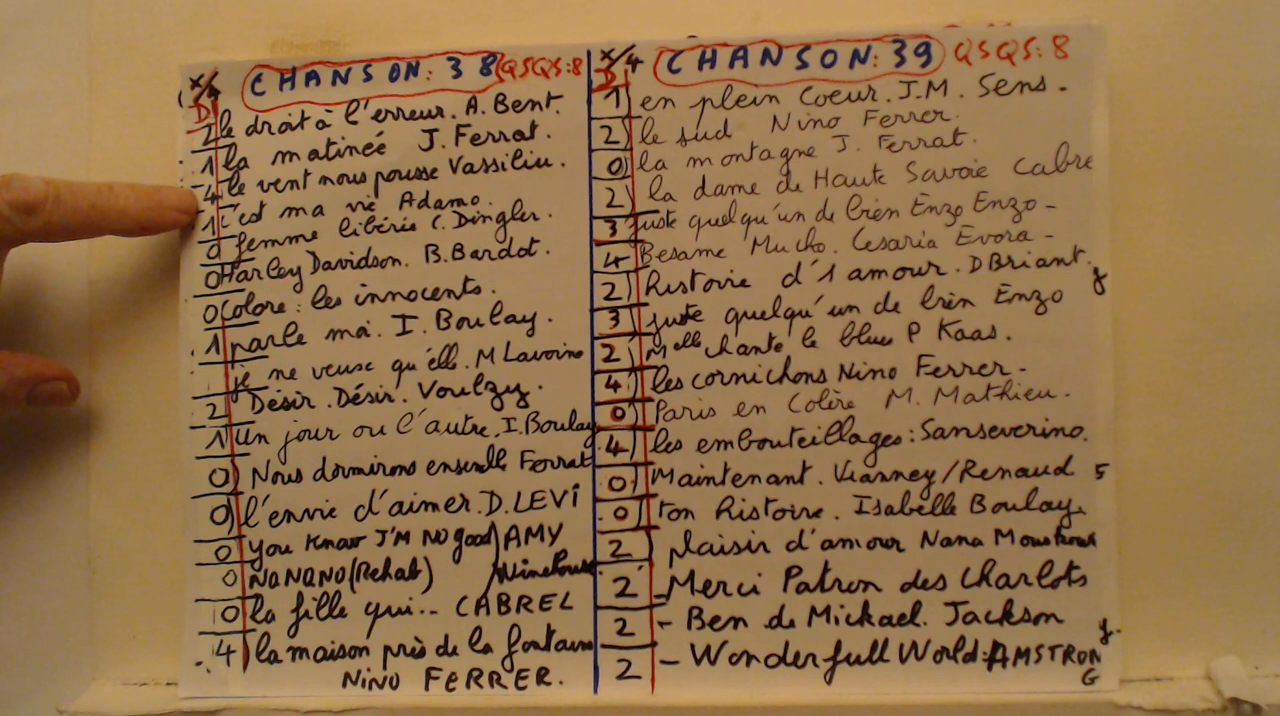 x/4 CHANSON: 38 QSQS:8
D
2 le droit à l'erreur. A. Bent.
1 la matinéé J. Ferrat.
4 le vent nous pousse Vassiliu.
1 c'est ma vie Adamo.
0 femme libérée C. Dingler.
0 Harley Davidson. B. Bardot.
0 Colore: les innocents.
1 parle moi. I. Boulay.
je ne veuse qu'elle. M Lavoine
2 Désir. Désir. Voulzy.
1 un jour ou l'autre. I. Boulay
0) Nous dormirons ensemble Ferrat
0) l'envie d'aimer. D. LEVI
0 you know I'M NO good AMY
0 NONONO (Rehab) Winehouse
0 la fille qui.. CABREL
4) la maison près de la fontaine
NINO FERRER.
x/4 CHANSON: 39 QSQS: 8
D
1) en plein Coeur. J.M. Sens.
2) le sud Nino Ferrer.
0) la montagne J. Ferrat.
2) la dame de Haute Savoie Cabre
3 juste quelqu'un de bien Enzo Enzo -
4 Besame Mucho. Cesaria Evora -
2) histoire d'1 amour. D Briant.
3) juste quelqu'un de bien Enzo
2 Melle chante le blues P Kaas.
4) les cornichons Nino Ferrer -
0) Paris en Colère M. Mathieu.
4) les embouteillages: Sanseverino.
0) Maintenant. Vianney/Renaud 5
0) ton histoire. Isabelle Boulay.
2) plaisir d'amour Nana Mouskouri
2 - Merci Patron des Charlots
2 - Ben de Mickael. Jackson
2 - Wonderfull World: AMSTRON
G